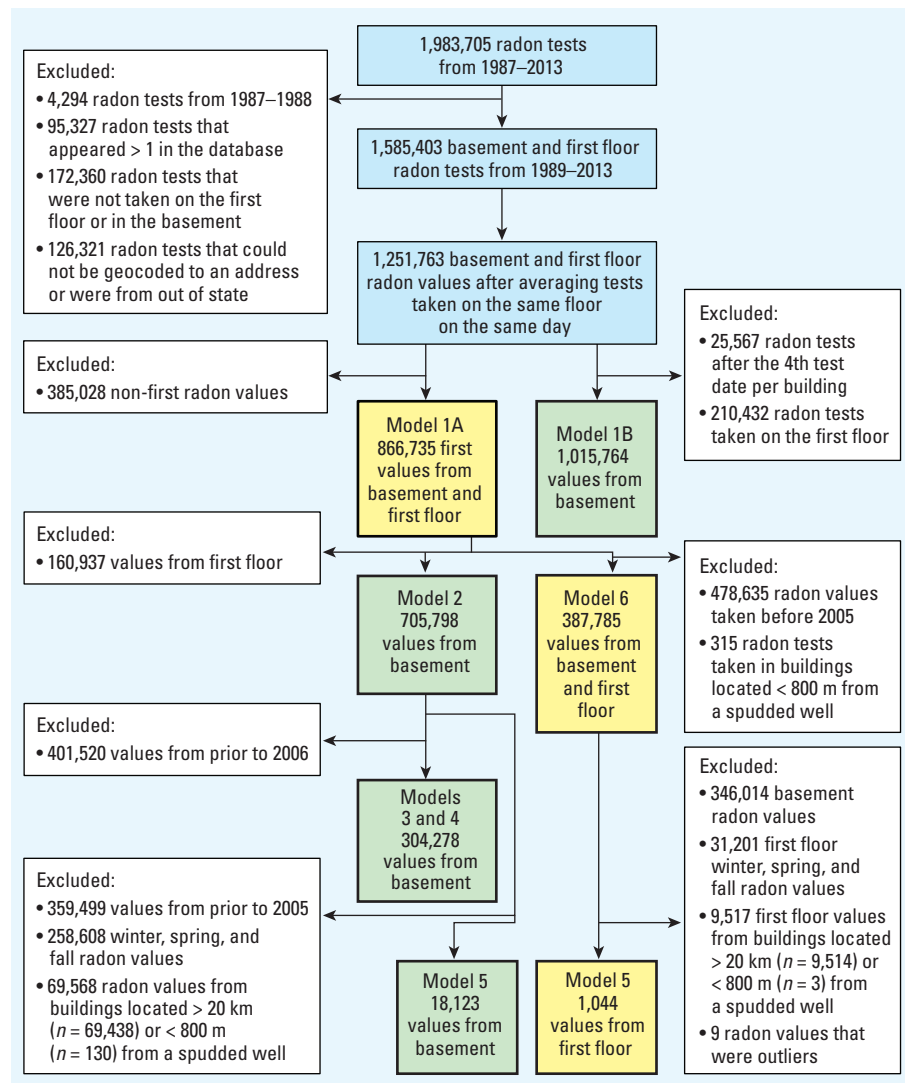 1,983,705 radon tests
from 1987–2013
Excluded:
• 4,294 radon tests from 1987–1988
• 95,327 radon tests that
appeared > 1 in the database
• 172,360 radon tests that
were not taken on the first
floor or in the basement
• 126,321 radon tests that could
not be geocoded to an address
or were from out of state
1,585,403 basement and first floor
radon tests from 1989–2013
1,251,763 basement and first floor
radon values after averaging tests
taken on the same floor
on the same day
Excluded:
• 385,028 non-first radon values
Excluded:
• 25,567 radon tests
after the 4th test
date per building
• 210,432 radon tests
taken on the first floor
Model 1A
866,735 first
values from
basement and
first floor
Model 1B
1,015,764
values from
basement
Excluded:
• 160,937 values from first floor
Model 2
705,798
values from
basement
Model 6
387,785
values from
basement
and first
floor
Excluded:
• 478,635 radon values
taken before 2005
• 315 radon tests
taken in buildings
located < 800 m from
a spudded well
Excluded:
• 401,520 values from prior to 2006
Models
3 and 4
304,278
values from
basement
Excluded:
• 359,499 values from prior to 2005
• 258,608 winter, spring, and
fall radon values
• 69,568 radon values from
buildings located > 20 km
(n = 69,438) or < 800 m
(n = 130) from a spudded well
Excluded:
• 346,014 basement
radon values
• 31,201 first floor
winter, spring, and
fall radon values
• 9,517 first floor values
from buildings located
> 20 km (n = 9,514) or
< 800 m (n = 3) from
a spudded well
• 9 radon values that
were outliers
Model 5
18,123
values from
basement
Model 5
1,044
values from
first floor